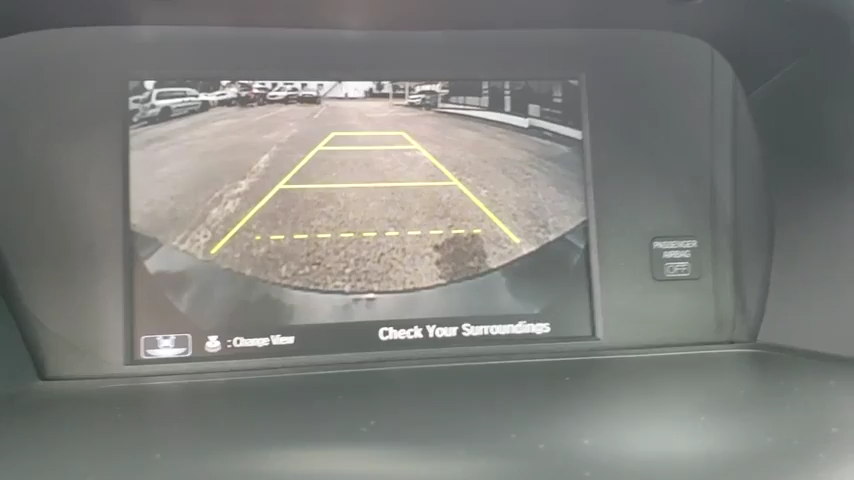 PASSENGER
AIRBAG
OFF
: Change View
Check Your Surroundings